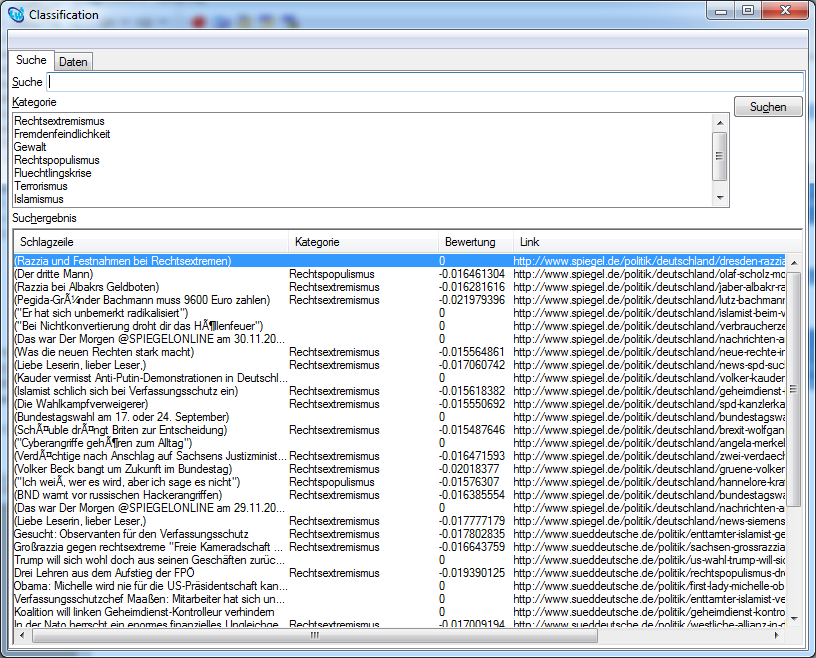 Classification
Suche Daten
Suche
Kategorie
Suchen
Rechtsextremismus
Fremdenfeindlichkeit
Gewalt
Rechtspopulismus
Fluechtlingskrise
Terrorismus
Islamismus
Suchergebnis
Schlagzeile Kategorie Bewertung Link
(Razzia und Festnahmen bei Rechtsextremen) 0 http://www.spiegel.de/politik/deutschland/dresden-razzia
(Der dritte Mann) Rechtspopulismus -0.016461304 http://www.spiegel.de/politik/deutschland/olaf-scholz-mo
(Razzia bei Albakrs Geldboten) Rechtsextremismus -0.016281616 http://www.spiegel.de/politik/deutschland/jaber-albakr-ra
(Pegida-Gründer Bachmann muss 9600 Euro zahlen) Rechtsextremismus -0.021979396 http://www.spiegel.de/politik/deutschland/lutz-bachmann
("Er hat sich unbemerkt radikalisiert") 0 http://www.spiegel.de/politik/deutschland/islamist-beim-v
("Bei Nichtkonvertierung droht dir das Höllenfeuer") 0 http://www.spiegel.de/politik/deutschland/verbraucherze
(Das war Der Morgen @SPIEGELONLINE am 30.11.20... 0 http://www.spiegel.de/politik/deutschland/nachrichten-a
(Was die neuen Rechten stark macht) Rechtsextremismus -0.015564861 http://www.spiegel.de/politik/deutschland/neue-rechte-ir
(Liebe Leserin, lieber Leser,) Rechtsextremismus -0.017060742 http://www.spiegel.de/politik/deutschland/news-spd-suc
(Kauder vermisst Anti-Putin-Demonstrationen in Deutschl... 0 http://www.spiegel.de/politik/deutschland/volker-kauder
(Islamist schlich sich bei Verfassungsschutz ein) Rechtsextremismus -0.015618382 http://www.spiegel.de/politik/deutschland/geheimdienst-
(Die Wahlkampfverweigerer) Rechtsextremismus -0.015550692 http://www.spiegel.de/politik/deutschland/spd-kanzlerka
(Bundestagswahl am 17. oder 24. September) 0 http://www.spiegel.de/politik/deutschland/bundestagswa
(Schäuble drängt Briten zur Entscheidung) Rechtsextremismus -0.015487646 http://www.spiegel.de/politik/deutschland/brexit-wolfgan
("Cyberangriffe gehören zum Alltag") 0 http://www.spiegel.de/politik/deutschland/angela-merkel
(Verdächtige nach Anschlag auf Sachsens Justizminist... Rechtsextremismus -0.016471593 http://www.spiegel.de/politik/deutschland/zwei-verdaech
(Volker Beck bangt um Zukunft im Bundestag) Rechtsextremismus -0.02018377 http://www.spiegel.de/politik/deutschland/gruene-volker
("Ich weiÃ, wer es wird, aber ich sage es nicht") Rechtspopulismus -0.01576307 http://www.spiegel.de/politik/deutschland/hannelore-kra
(BND warnt vor russischen Hackerangriffen) Rechtsextremismus -0.016385554 http://www.spiegel.de/politik/deutschland/bundestagswa
(Das war Der Morgen @SPIEGELONLINE am 29.11.20... 0 http://www.spiegel.de/politik/deutschland/nachrichten-a
(Liebe Leserin, lieber Leser,) Rechtsextremismus -0.017777179 http://www.spiegel.de/politik/deutschland/news-siemens
Gesucht: Observanten für den Verfassungsschutz Rechtsextremismus -0.017802835 http://www.sueddeutsche.de/politik/enttarnter-islamist-ge
Großrazzia gegen rechtsextreme "Freie Kameradschaft ... Rechtsextremismus -0.016643759 http://www.sueddeutsche.de/politik/sachsen-grossrazzia
Trump will sich wohl doch aus seinen Geschäften zurüc... 0 http://www.sueddeutsche.de/politik/us-wahl-trump-will-sic
Drei Lehren aus dem Aufstieg der FPÖ Rechtsextremismus -0.019390125 http://www.sueddeutsche.de/politik/rechtspopulismus-dre
Obama: Michelle wird nie für die US-Präsidentschaft kan... 0 http://www.sueddeutsche.de/politik/first-lady-michelle-ob
Verfassungsschutzchef Maaßen: Mitarbeiter hat sich un... 0 http://www.sueddeutsche.de/politik/enttarnter-islamist-ve
Koalition will linken Geheimdienst-Kontrolleur verhindern 0 http://www.sueddeutsche.de/politik/geheimdienst-kontro
In der Nato herrscht ein enormes finanzielles Ungleichge... Rechtsextremismus -0.017009194 http://www.sueddeutsche.de/politik/westliche-allianz-in-d